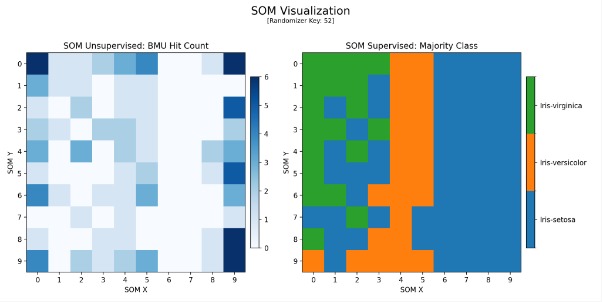 SOM Visualization
[Randomizer Key: 52]
SOM Unsupervised: BMU Hit Count
SOM Supervised: Majority Class
SOM Y
0
1
2
3
4
5
6
7
8
9
0 1 2 3 4 5 6 7 8 9
SOM X
6
5
4
3
2
1
0
SOM Y
0
1
2
3
4
5
6
7
8
9
0 1 2 3 4 5 6 7 8 9
SOM X
Iris-virginica
Iris-versicolor
Iris-setosa